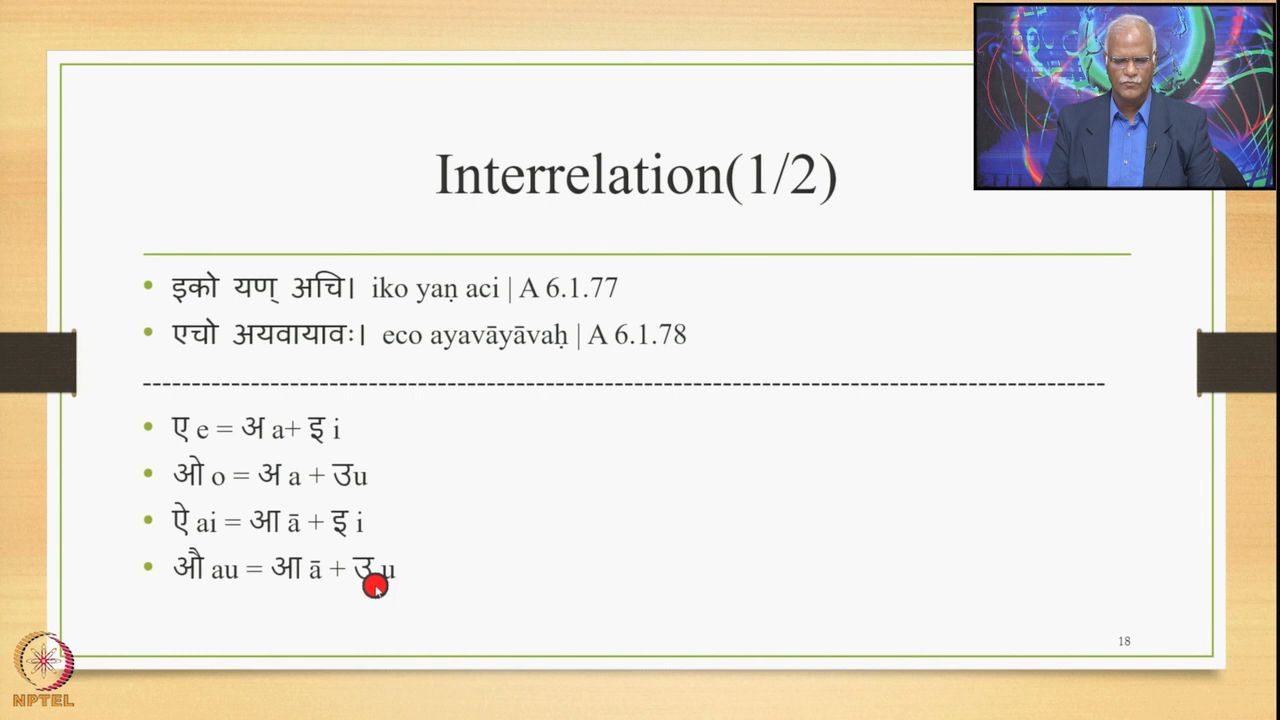 Interrelation(1/2)
इको यण् अचि। iko yaṇ aci | A 6.1.77
एचो अयवायावः। eco ayavāyāvaḥ | A 6.1.78
ए e = अ a+ इ i
ओ o = अ a + उu
ऐ ai = आ ā + इ i
औ au = आ ā + उ u
18
NPTEL